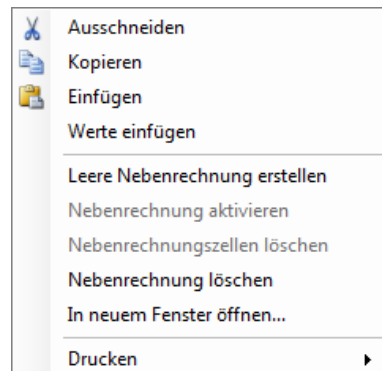 Ausschneiden
Kopieren
Einfügen
Werte einfügen
Leere Nebenrechnung erstellen
Nebenrechnung aktivieren
Nebenrechnungszellen löschen
Nebenrechnung löschen
In neuem Fenster öffnen...
Drucken